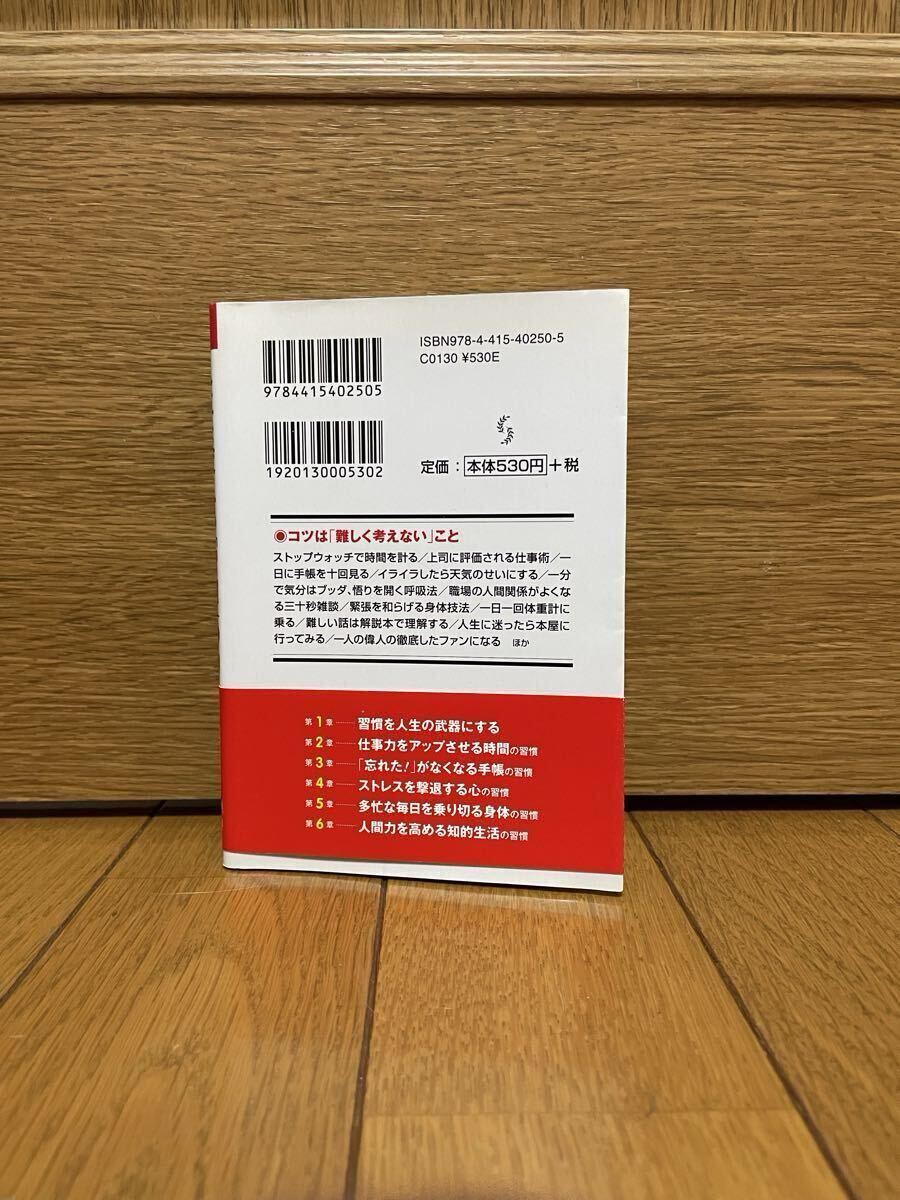 ISBN978-4-415-40250-5
C0130 ¥530E
9784415402505
1920130005302
定価：本体530円＋税
◉コツは「難しく考えない」こと
ストップウォッチで時間を計る／上司に評価される仕事術／一
日に手帳を十回見る／イライラしたら天気のせいにする／一分
で気分はブッダ、悟りを開く呼吸法／職場の人間関係がよくな
る三十秒雑談／緊張を和らげる身体技法／一日一回体重計に
乗る／難しい話は解説本で理解する／人生に迷ったら本屋に
行ってみる／一人の偉人の徹底したファンになる ほか
第1章………習慣を人生の武器にする
第2章………仕事力をアップさせる時間の習慣
第3章………「忘れた！」がなくなる手帳の習慣
第4章………ストレスを撃退する心の習慣
第5章………多忙な毎日を乗り切る身体の習慣
第6章………人間力を高める知的生活の習慣